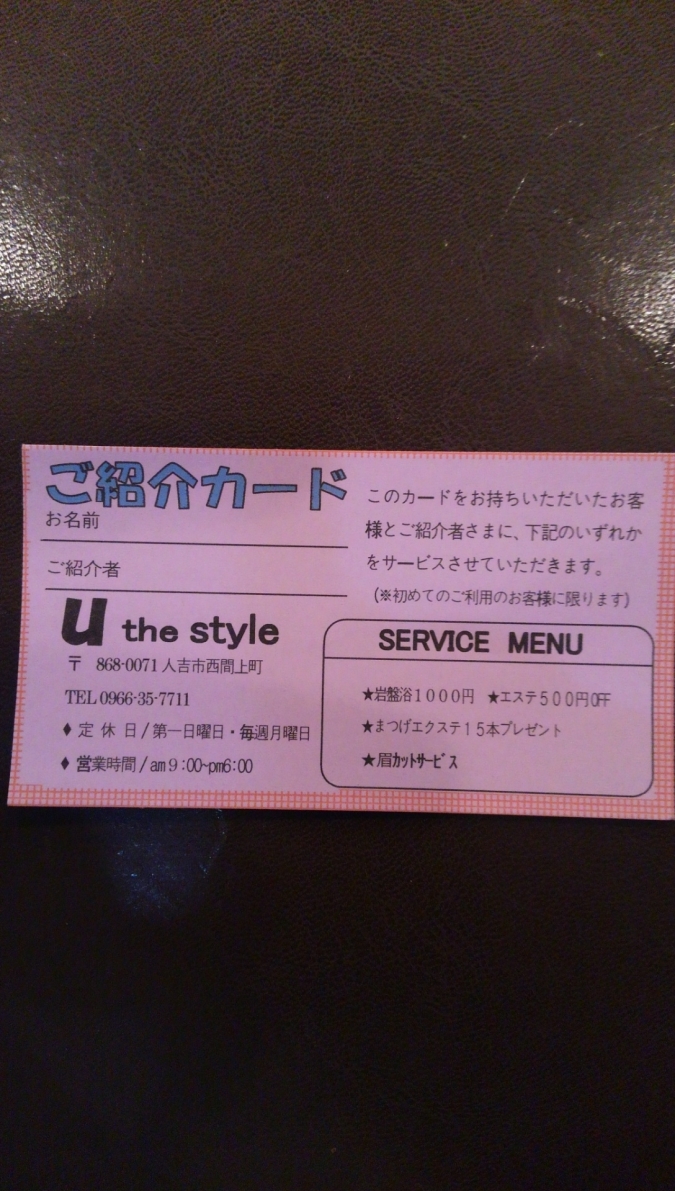 ご紹介カード
お名前
ご紹介者
u the style
〒 868-0071 人吉市西間上町
TEL 0966-35-7711
♦ 定 休 日 / 第一日曜日・毎週月曜日
♦ 営業時間 / am 9:00~pm6:00
このカードをお持ちいただいたお客
様とご紹介者さまに、下記のいずれか
をサービスさせていただきます。
(※初めてのご利用のお客様に限ります)
SERVICE MENU
★岩盤浴1000円 ★エステ500円OFF
★まつげエクステ15本プレゼント
★眉カットサービス